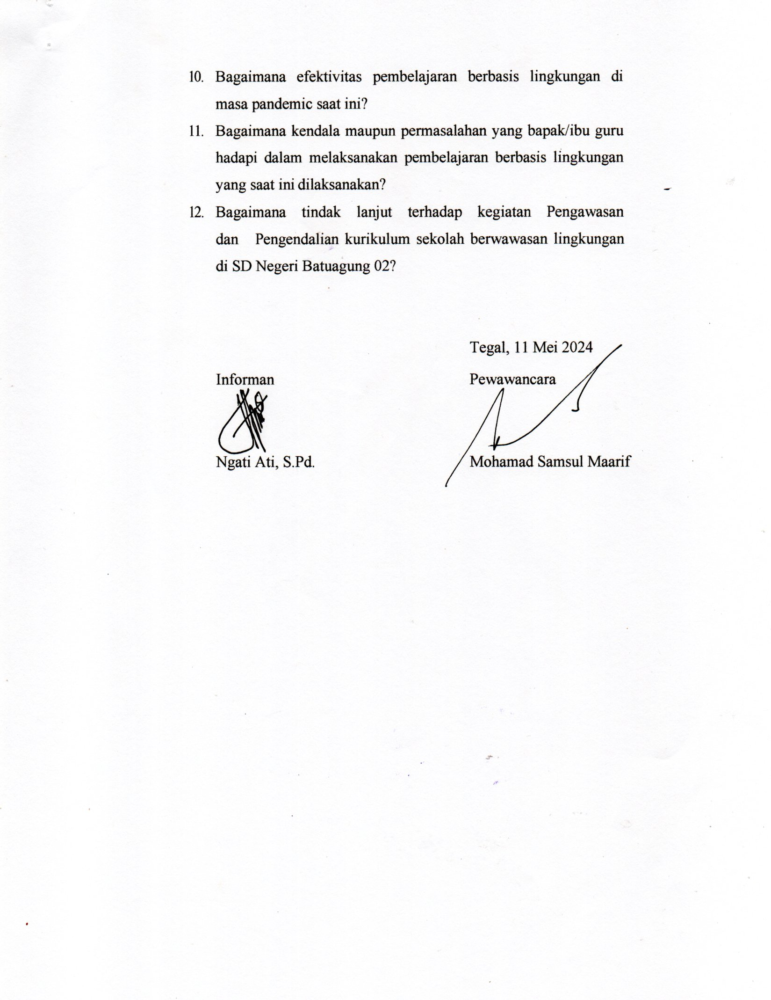 10. Bagaimana efektivitas pembelajaran berbasis lingkungan di
masa pandemic saat ini?
11. Bagaimana kendala maupun permasalahan yang bapak/ibu guru
hadapi dalam melaksanakan pembelajaran berbasis lingkungan
yang saat ini dilaksanakan?
12. Bagaimana tindak lanjut terhadap kegiatan Pengawasan
dan Pengendalian kurikulum sekolah berwawasan lingkungan
di SD Negeri Batuagung 02?
Tegal, 11 Mei 2024
Informan Pewawancara
Ngati Ati, S.Pd. Mohamad Samsul Maarif